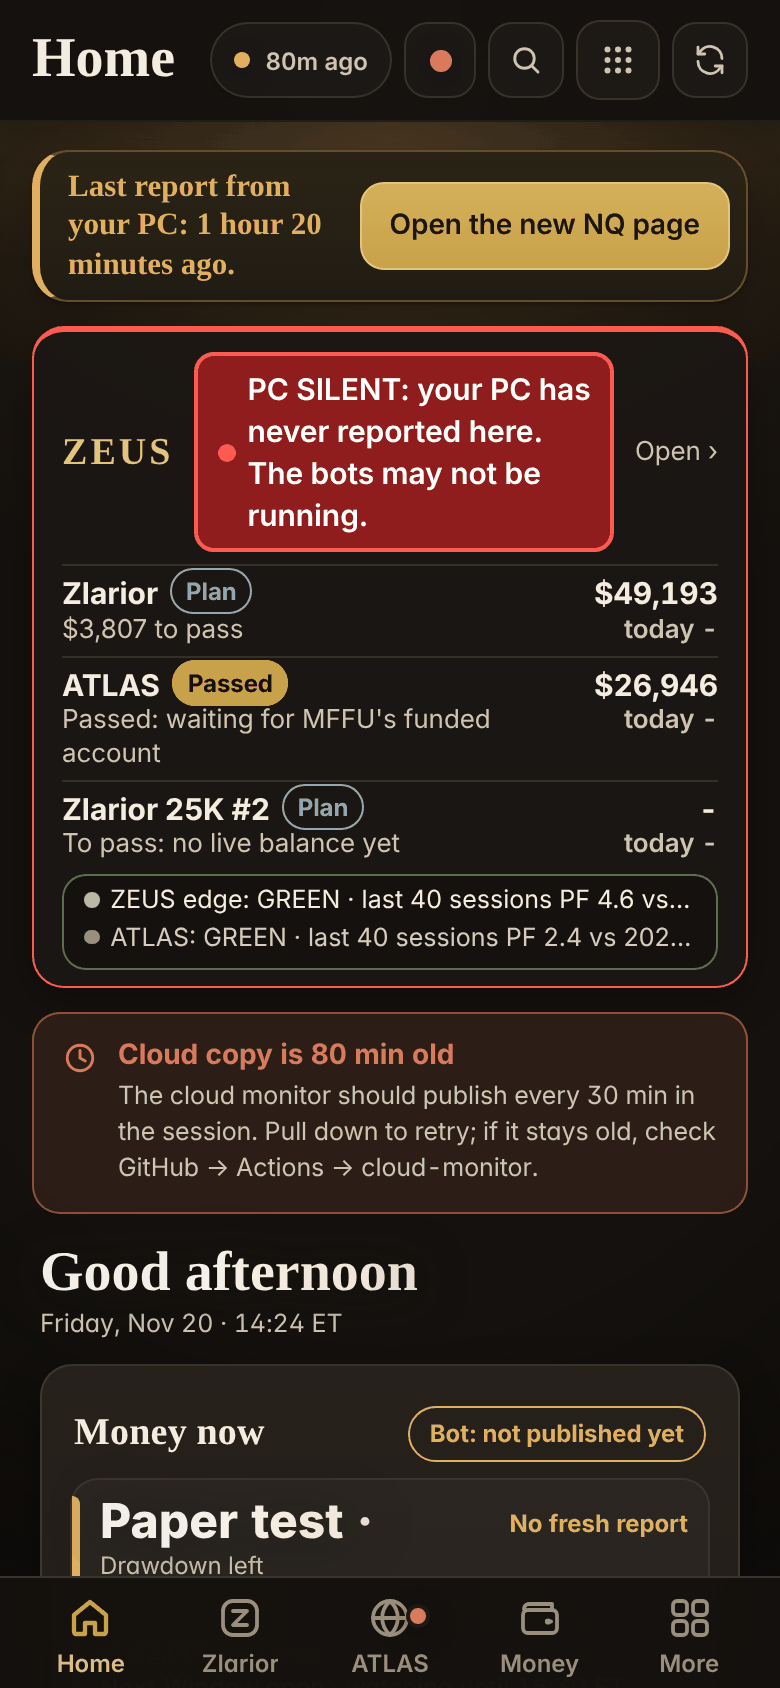 Home
80m ago
Last report from
your PC: 1 hour 20
minutes ago.
Open the new NQ page
ZEUS
PC SILENT: your PC has
never reported here.
The bots may not be
running.
Open ›
Zlarior Plan $49,193
$3,807 to pass today -
ATLAS Passed $26,946
Passed: waiting for MFFU's funded today -
account
Zlarior 25K #2 Plan -
To pass: no live balance yet today -
ZEUS edge: GREEN · last 40 sessions PF 4.6 vs...
ATLAS: GREEN · last 40 sessions PF 2.4 vs 202...
Cloud copy is 80 min old
The cloud monitor should publish every 30 min in
the session. Pull down to retry; if it stays old, check
GitHub → Actions → cloud-monitor.
Good afternoon
Friday, Nov 20 · 14:24 ET
Money now
Bot: not published yet
Paper test ·
No fresh report
Drawdown left
Home Zlarior ATLAS Money More